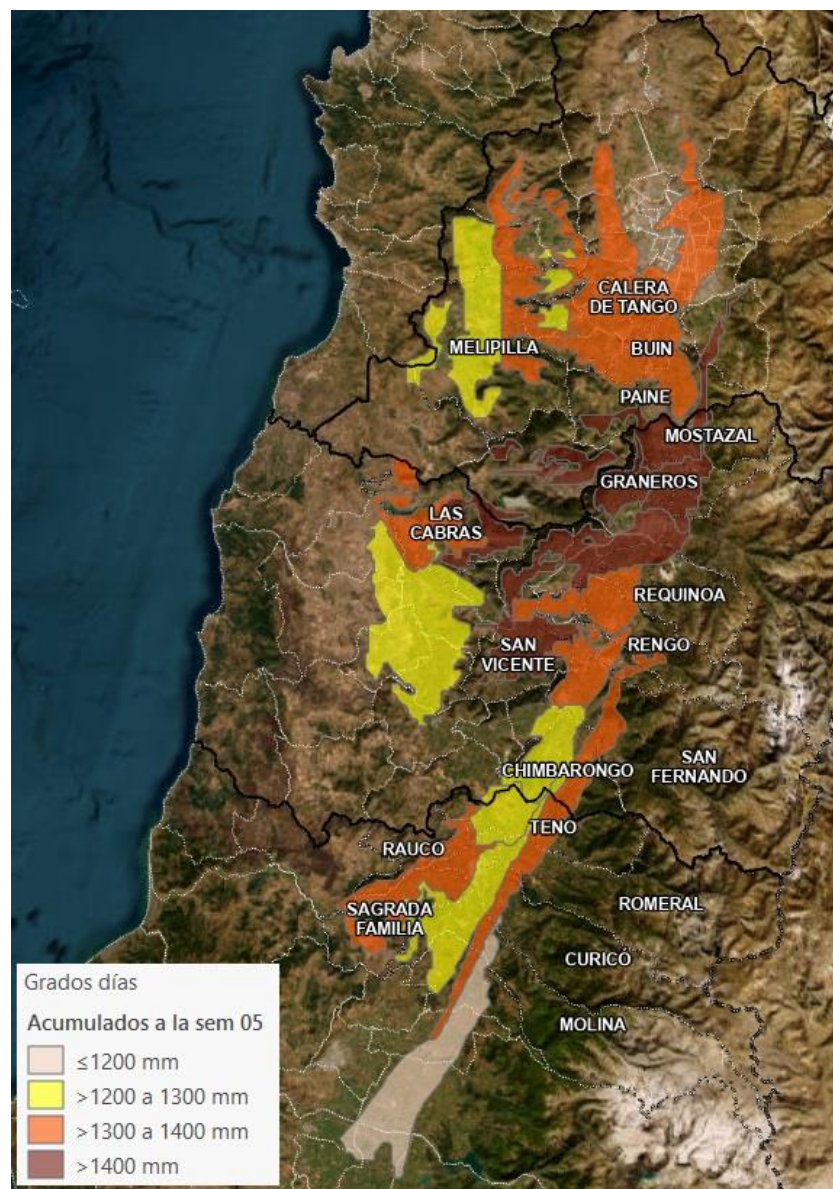 CALERA
DE TANGO
MELIPILLA
BUIN
PAINE
MOSTAZAL
GRANEROS
LAS
CABRAS
REQUINOA
SAN
VICENTE
RENGO
CHIMBARONGO
SAN
FERNANDO
TENO
RAUCO
SAGRADA
FAMILIA
ROMERAL
CURICÓ
MOLINA
Grados días
Acumulados a la sem 05
≤1200 mm
>1200 a 1300 mm
>1300 a 1400 mm
>1400 mm